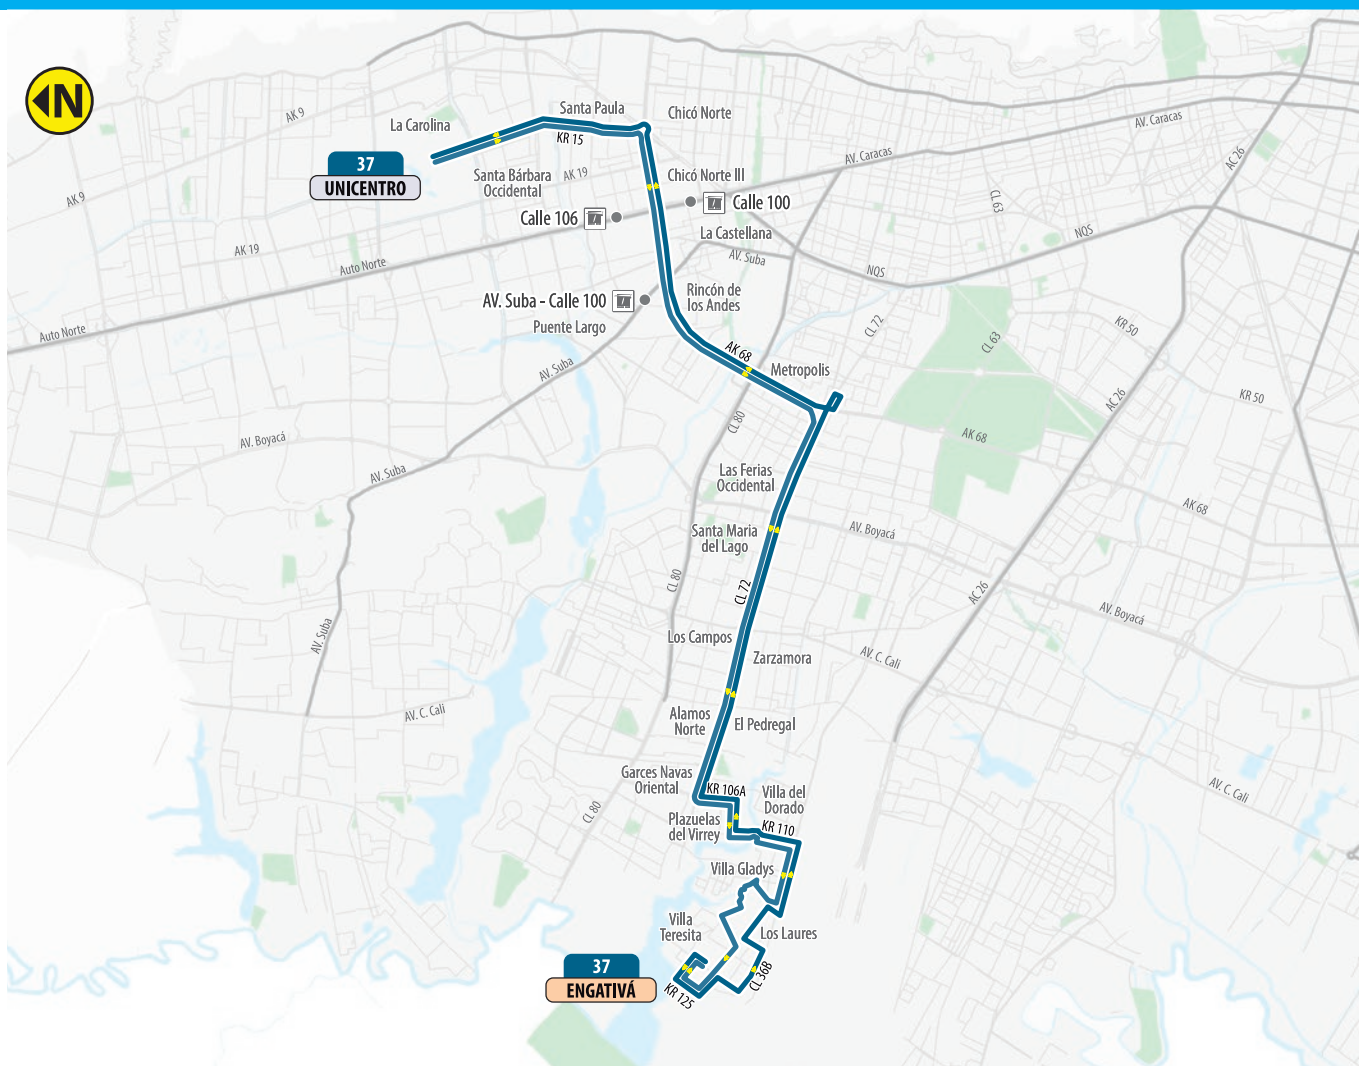 N
AK 9
Santa Paula
Chicó Norte
AV. Caracas
La Carolina
KR 15
AV. Caracas
AC 26
37
UNICENTRO
Santa Bárbara
Occidental
AK 19
Chicó Norte III
AK 9
CL 63
Calle 106
Calle 100
La Castellana
NQS
AK 19
Auto Norte
AV. Suba
NQS
AV. Suba - Calle 100
Rincón de
los Andes
Puente Largo
Auto Norte
CL 72
CL 63
KR 50
AK 68
Metropolis
AV. Suba
KR 50
AC 26
CL 80
AV. Boyacá
AK 68
AV. Suba
Las Ferias
Occidental
AK 68
Santa Maria
del Lago
AV. Boyacá
CL 80
CL 72
AC 26
AV. Boyacá
AV. Suba
Los Campos
Zarzamora
AV. C. Cali
AV. C. Cali
Alamos
Norte
El Pedregal
Garces Navas
Oriental
KR 106A
Villa del
Dorado
AV. C. Cali
CL 80
Plazuelas
del Virrey
KR 110
Villa Gladys
Villa
Teresita
Los Laures
37
ENGATIVÁ
KR 125
CL 36B